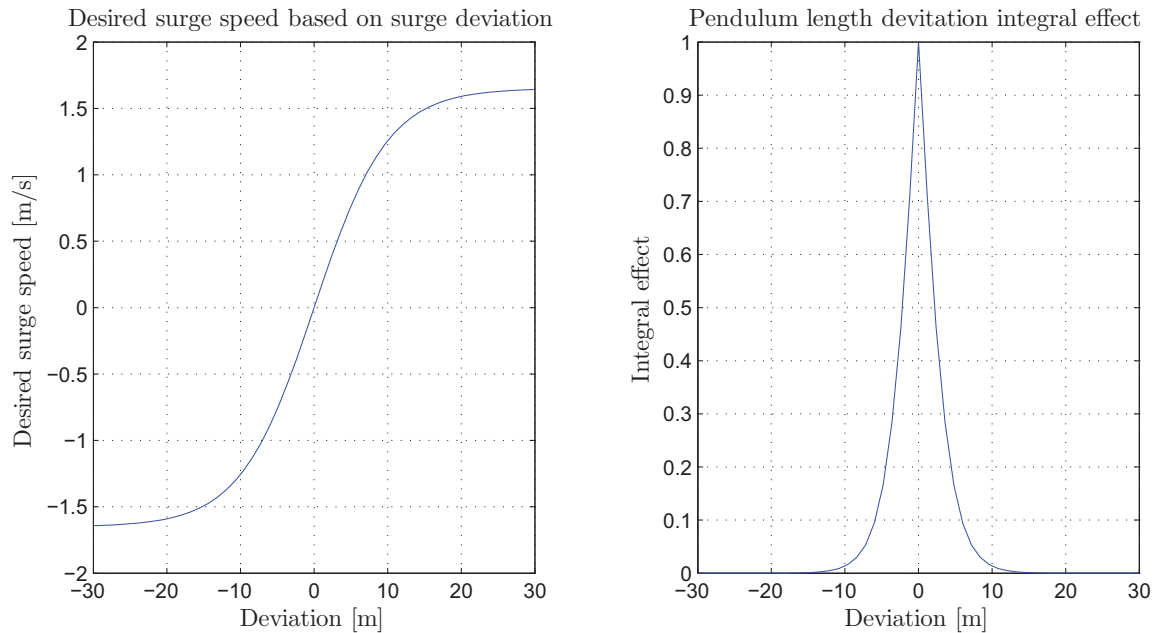 Desired surge speed based on surge deviation
2
1.5
1
0.5
0
−0.5
−1
−1.5
−2
−30 −20 −10 0 10 20 30
Desired surge speed [m/s]
Deviation [m]
Pendulum length devitation integral effect
1
0.9
0.8
0.7
0.6
0.5
0.4
0.3
0.2
0.1
0
−30 −20 −10 0 10 20 30
Integral effect
Deviation [m]